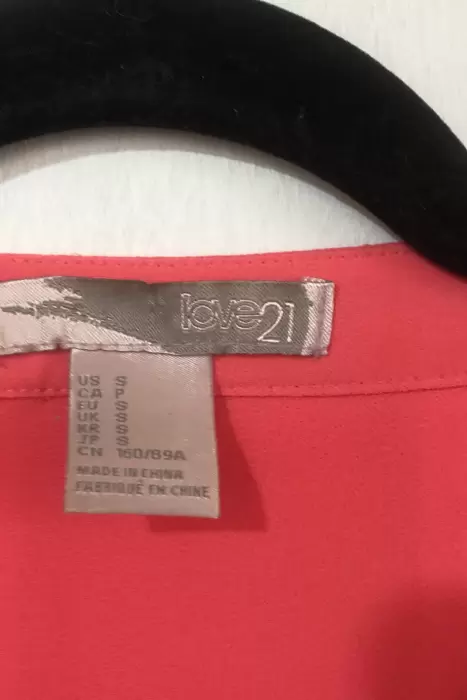 love21
US S
CA P
EU S
UK S
KR S
JP S
CN 160/89A
MADE IN CHINA
FABRIQUÉ EN CHINE